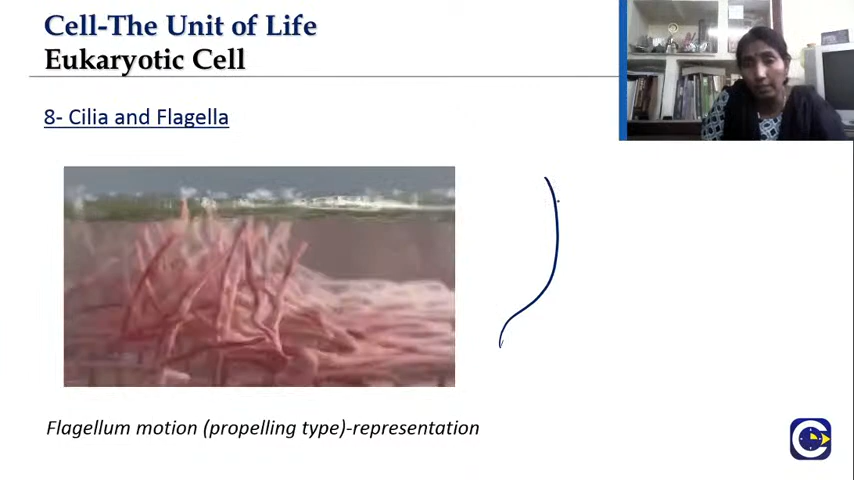 Cell-The Unit of Life
Eukaryotic Cell
8- Cilia and Flagella
Flagellum motion (propelling type)-representation